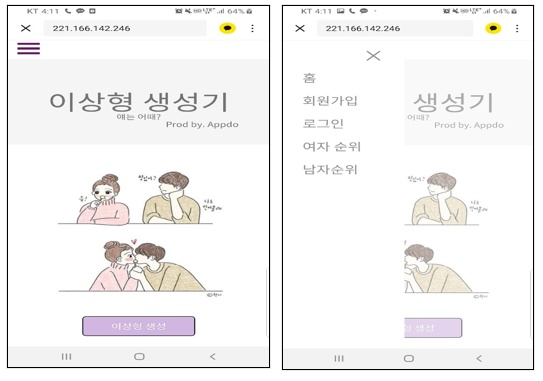 KT 4:11
64%
221.166.142.246
이상형 생성기
얘는 어때?
Prod by. Appdo
이상형 생성
KT 4:11
64%
221.166.142.246
홈
회원가입
로그인
여자 순위
남자순위
생성기
어때?
Prod by. Appdo
형 생성